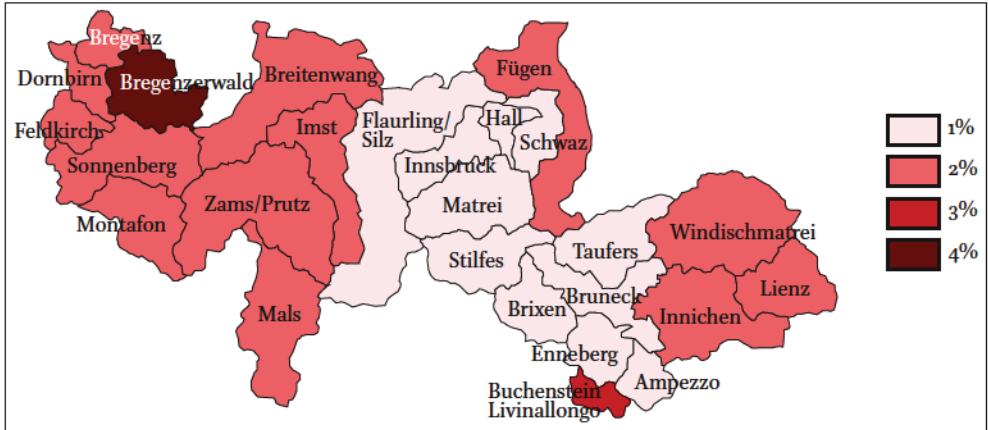 Bregenz
Dornbirn
Bregenzerwald
Breitenwang
Fügen
Feldkirch
Imst
Flaurling/
Silz
Hall
Schwaz
1%
Sonnenberg
Innsbruck
2%
Montafon
Zams/Prutz
Matrei
3%
Windischmatrei
4%
Stilfes
Taufers
Mals
Brixen
Bruneck
Innichen
Lienz
Enneberg
Buchenstein
Livinallongo
Ampezzo